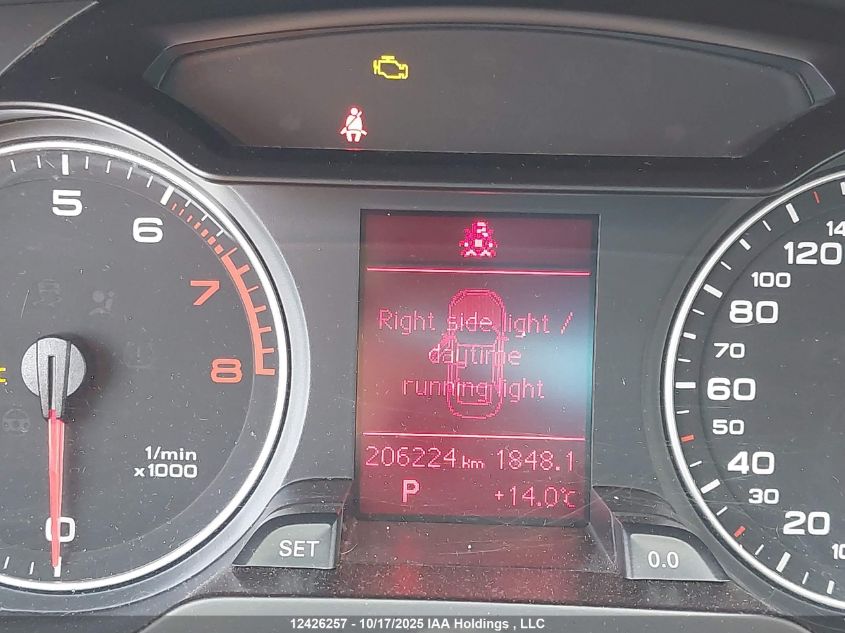 5
6
7
8
1/min
x1000
0
Right side light /
daytime
running light
206224 km 1848.1
P +14.0°C
SET
0.0
14
120
100
80
70
60
50
40
30
20
10
12426257 - 10/17/2025 IAA Holdings , LLC